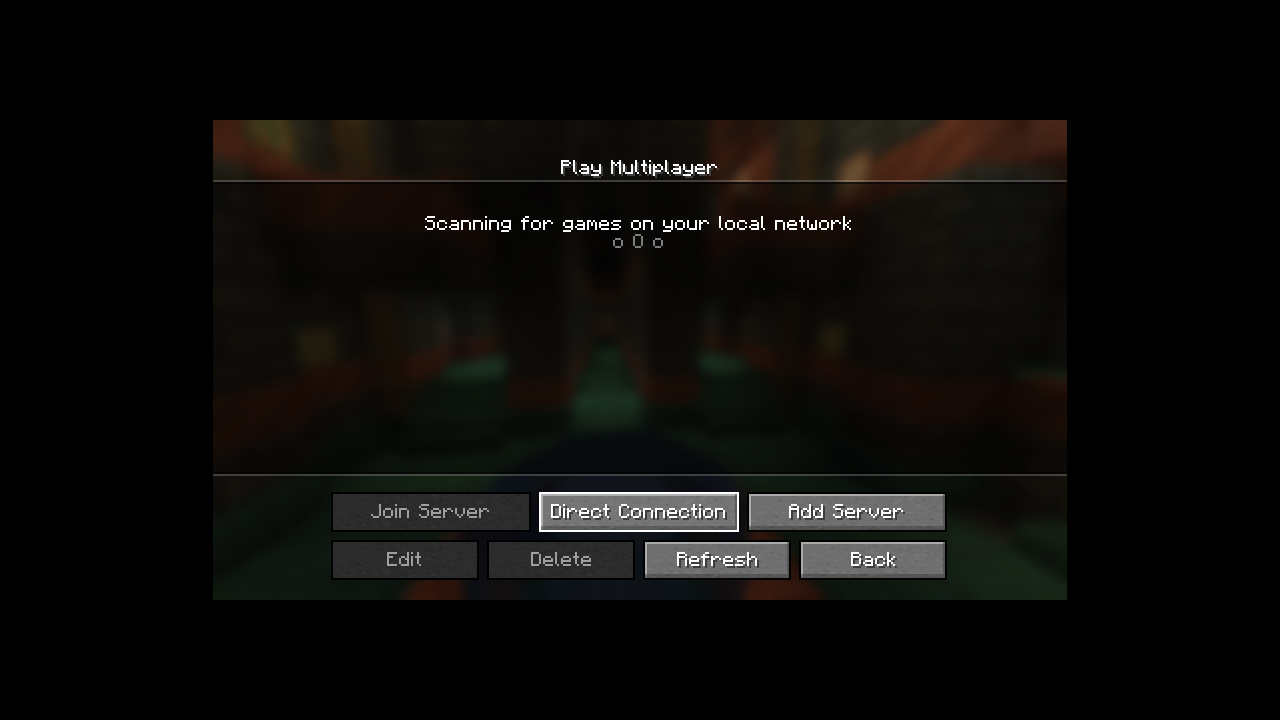 Play Multiplayer
Scanning for games on your local network
o O o
Join Server
Direct Connection
Add Server
Edit
Delete
Refresh
Back